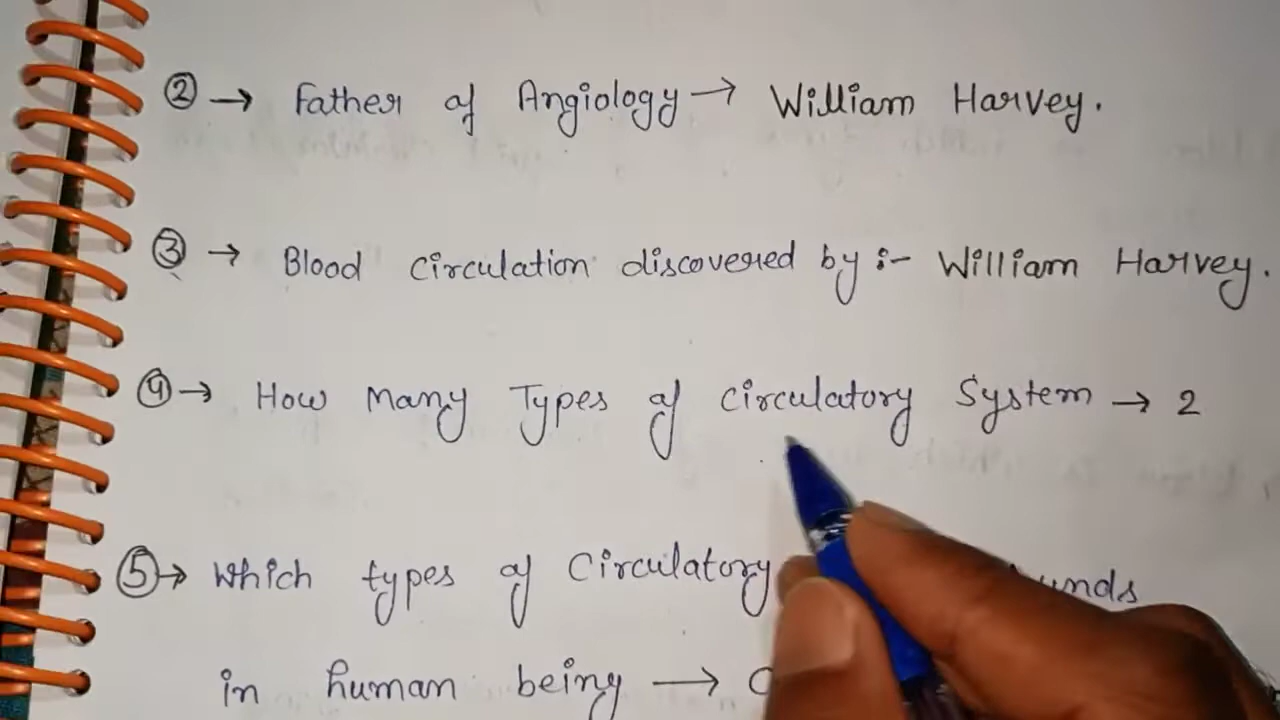 ② → Father of Angiology → William Harvey.
③ → Blood Circulation discovered by :- William Harvey.
④ → How Many Types of Circulatory System → 2
⑤ → Which types of Circulatory
in human being →